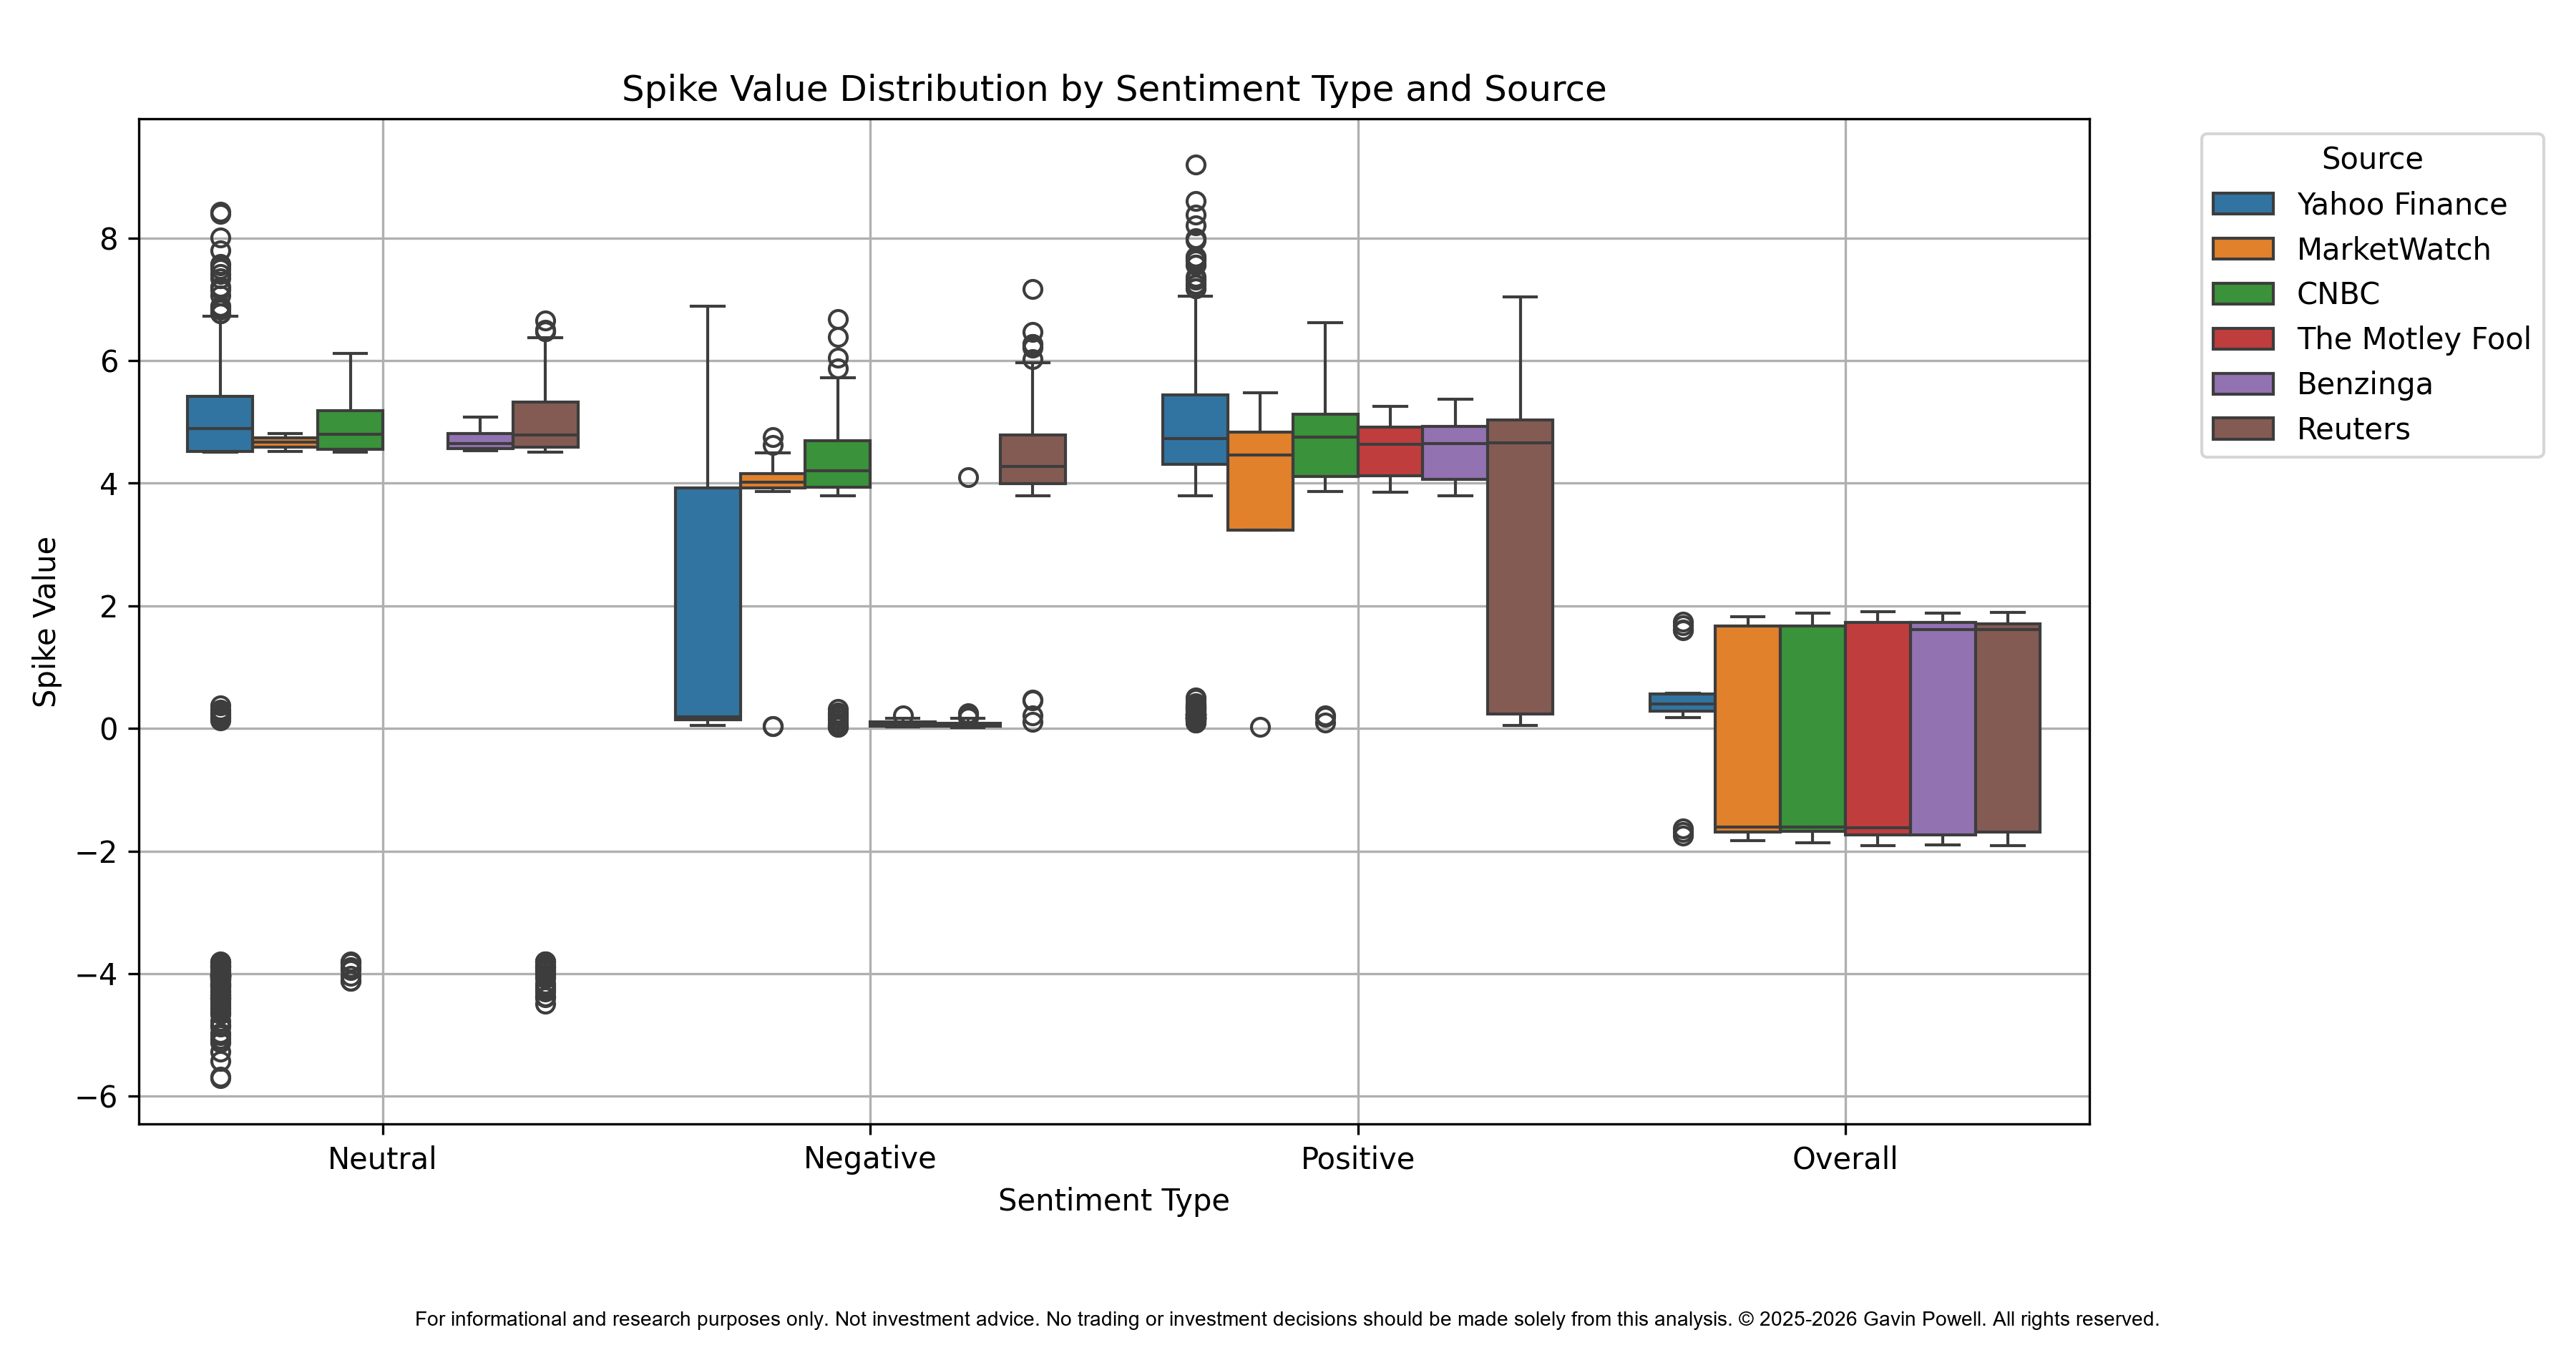 Spike Value Distribution by Sentiment Type and Source
Source
Yahoo Finance
MarketWatch
CNBC
The Motley Fool
Benzinga
Reuters
Spike Value
8
6
4
2
0
−2
−4
−6
Neutral
Negative
Positive
Overall
Sentiment Type
For informational and research purposes only. Not investment advice. No trading or investment decisions should be made solely from this analysis. © 2025-2026 Gavin Powell. All rights reserved.